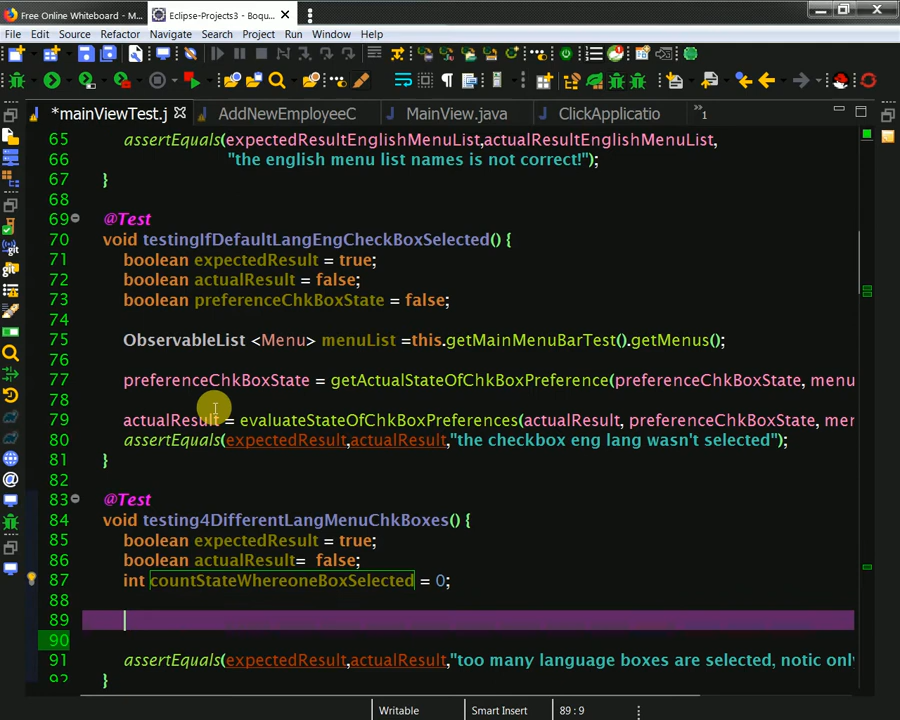 Free Online Whiteboard - M...
Eclipse-Projects3 - Boqu...
File Edit Source Refactor Navigate Search Project Run Window Help
*mainViewTest.j AddNewEmployeeC MainView.java ClickApplicatio »1
65 assertEquals(expectedResultEnglishMenuList,actualResultEnglishMenuList,
66 "the english menu list names is not correct!");
67 }
68
69 @Test
70 void testingIfDefaultLangEngCheckBoxSelected() {
71 boolean expectedResult = true;
72 boolean actualResult = false;
73 boolean preferenceChkBoxState = false;
74
75 ObservableList <Menu> menuList =this.getMainMenuBarTest().getMenus();
76
77 preferenceChkBoxState = getActualStateOfChkBoxPreference(preferenceChkBoxState, menu
78
79 actualResult = evaluateStateOfChkBoxPreferences(actualResult, preferenceChkBoxState, mer
80 assertEquals(expectedResult,actualResult,"the checkbox eng lang wasn't selected");
81 }
82
83 @Test
84 void testing4DifferentLangMenuChkBoxes() {
85 boolean expectedResult = true;
86 boolean actualResult= false;
87 int countStateWhereoneBoxSelected = 0;
88
89
90
91 assertEquals(expectedResult,actualResult,"too many language boxes are selected, notic onl
92 }
Writable Smart Insert 89 : 9